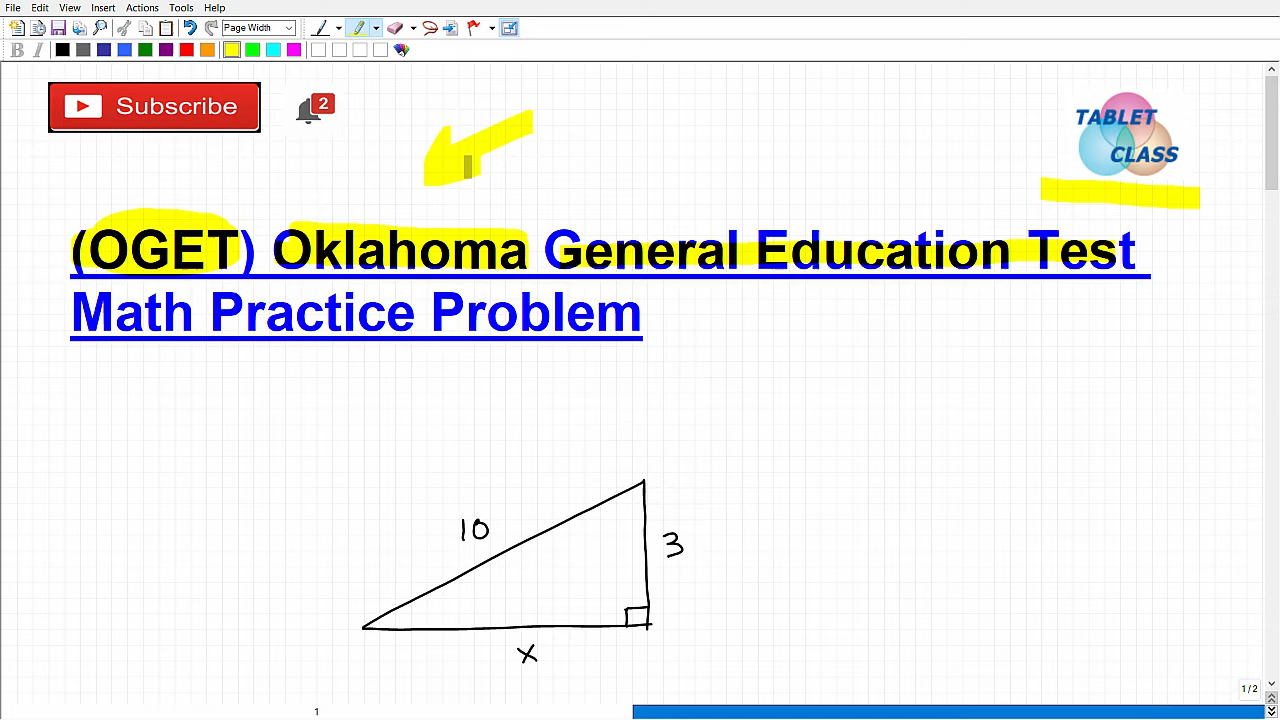 File Edit View Insert Actions Tools Help
Page Width
B I
Subscribe
2
TABLET
CLASS
(OGET) Oklahoma General Education Test
Math Practice Problem
10
3
x
1/2
1